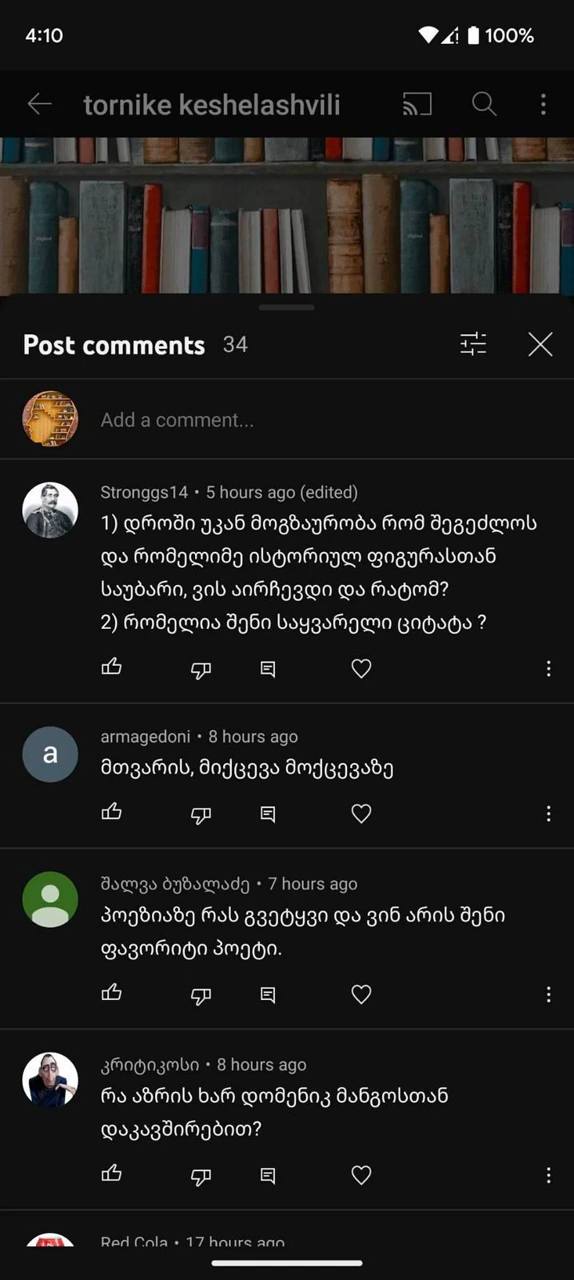 4:10
100%
tornike keshelashvili
Post comments 34
Add a comment...
Stronggs14 • 5 hours ago (edited)
1) დროში უკან მოგზაურობა რომ შეგეძლოს
და რომელიმე ისტორიულ ფიგურასთან
საუბარი, ვის აირჩევდი და რატომ?
2) რომელია შენი საყვარელი ციტატა ?
a
armagedoni • 8 hours ago
მთვარის, მიქცევა მოქცევაზე
შალვა ბუზალაძე • 7 hours ago
პოეზიაზე რას გვეტყვი და ვინ არის შენი
ფავორიტი პოეტი.
კრიტიკოსი • 8 hours ago
რა აზრის ხარ დომენიკ მანგოსთან
დაკავშირებით?
Red Cola • 17 hours ago